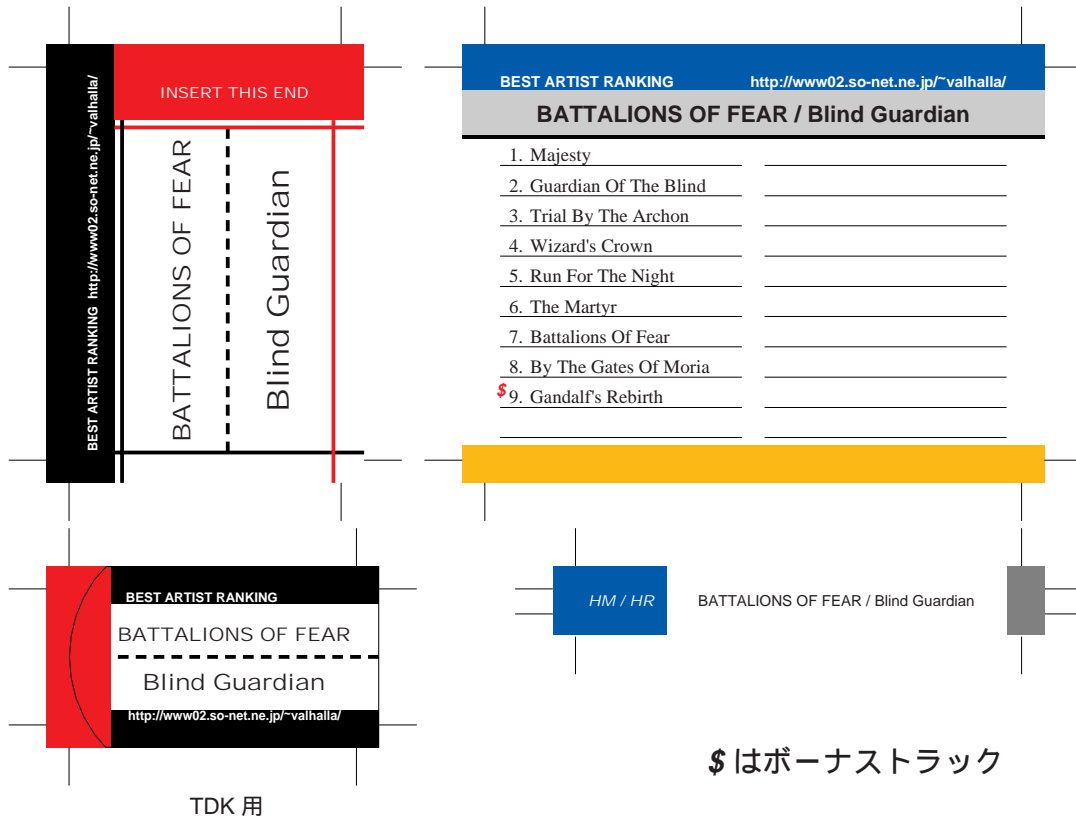 BEST ARTIST RANKING http://www02.so-net.ne.jp/~valhalla/
INSERT THIS END
BATTALIONS OF FEAR
Blind Guardian
BEST ARTIST RANKING http://www02.so-net.ne.jp/~valhalla/
BATTALIONS OF FEAR / Blind Guardian
1. Majesty
2. Guardian Of The Blind
3. Trial By The Archon
4. Wizard's Crown
5. Run For The Night
6. The Martyr
7. Battalions Of Fear
8. By The Gates Of Moria
$9. Gandalf's Rebirth
BEST ARTIST RANKING
BATTALIONS OF FEAR
Blind Guardian
http://www02.so-net.ne.jp/~valhalla/
TDK 用
HM / HR
BATTALIONS OF FEAR / Blind Guardian
$ はボーナストラック